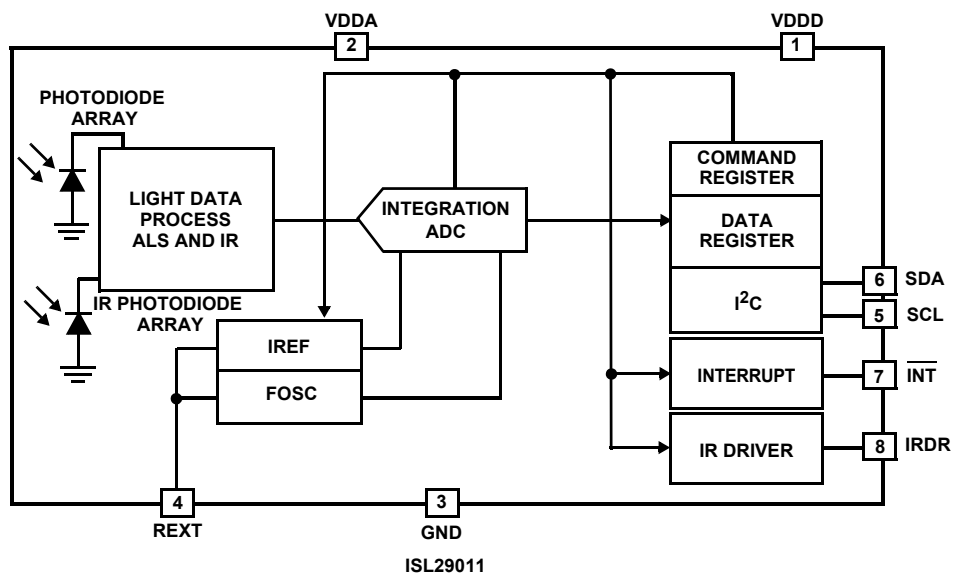 VDDA
VDDD
2
1
PHOTODIODE
ARRAY
LIGHT DATA
PROCESS
ALS AND IR
INTEGRATION
ADC
COMMAND
REGISTER
DATA
REGISTER
I²C
6 SDA
5 SCL
IR PHOTODIODE
ARRAY
IREF
FOSC
INTERRUPT
7 INT
IR DRIVER
8 IRDR
4
REXT
3
GND
ISL29011